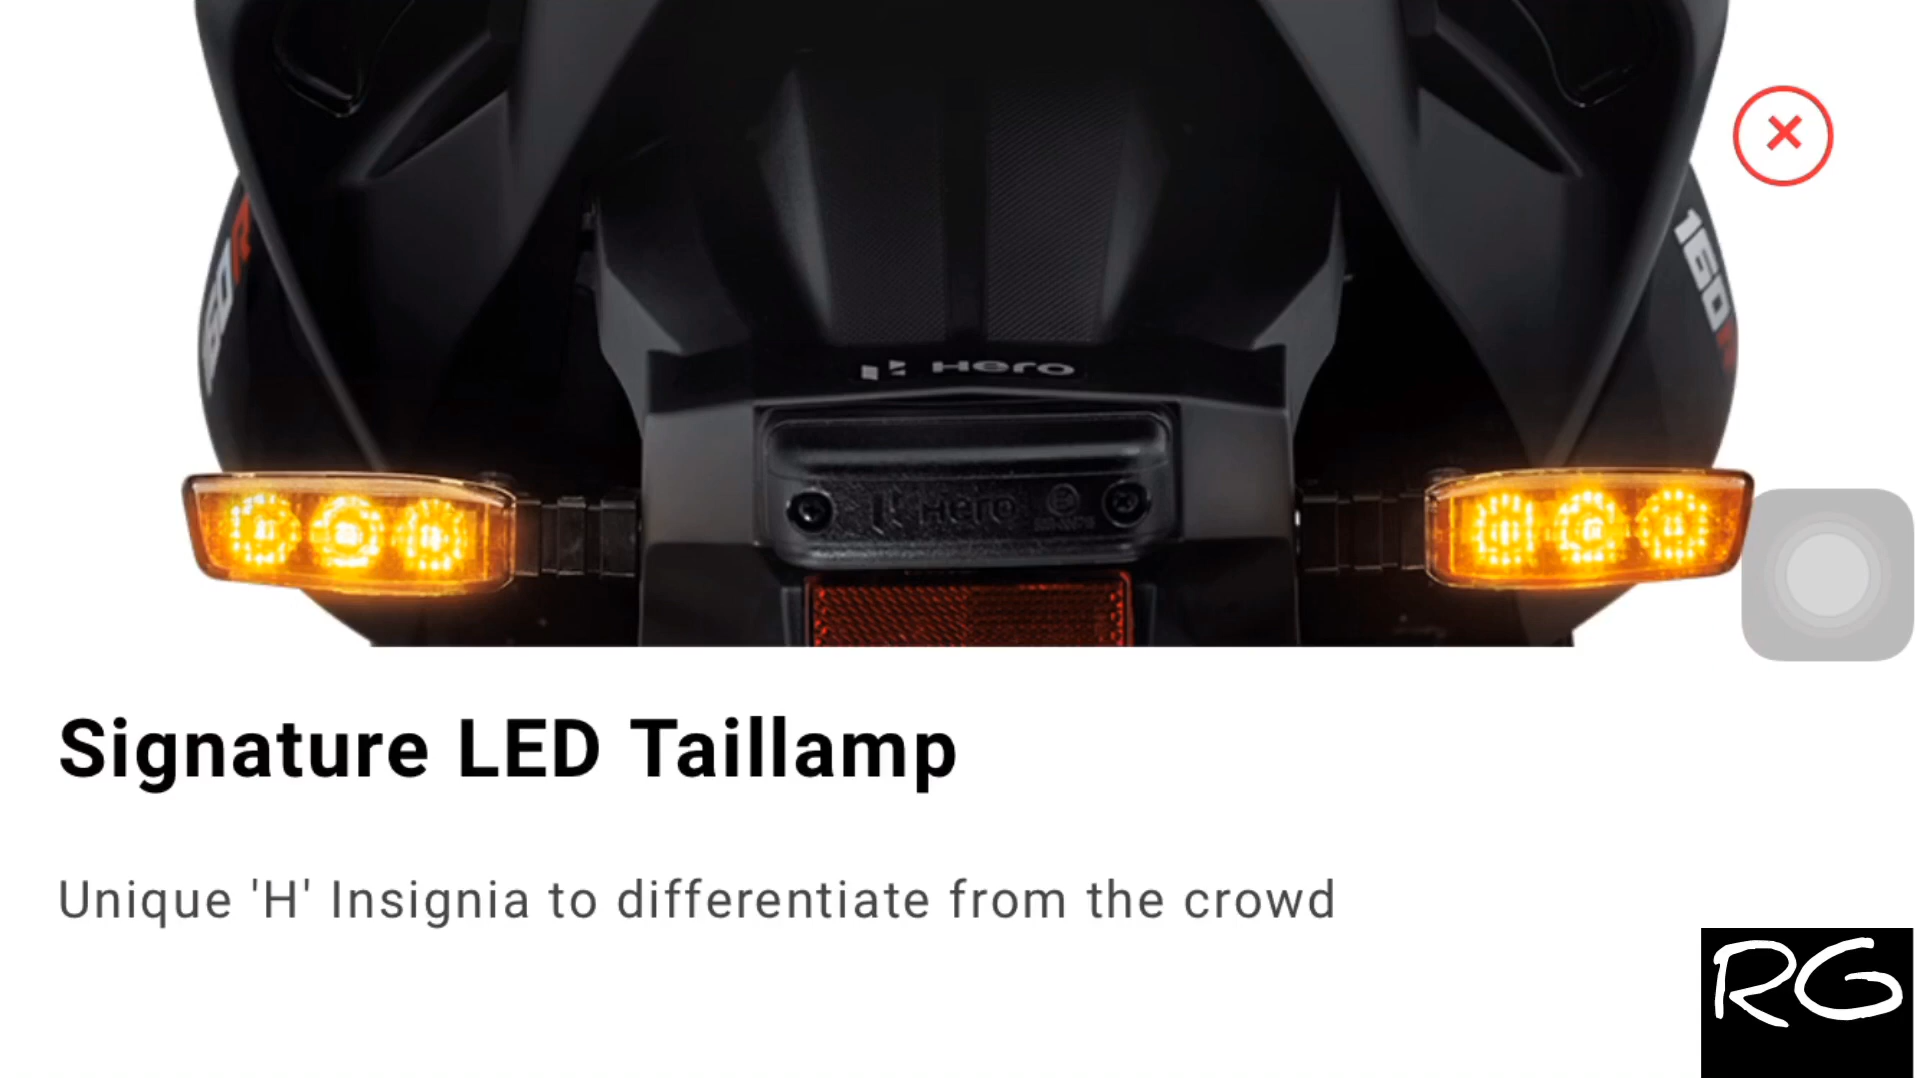 160R
160R
Hero
Hero
Signature LED Taillamp
Unique 'H' Insignia to differentiate from the crowd
RG